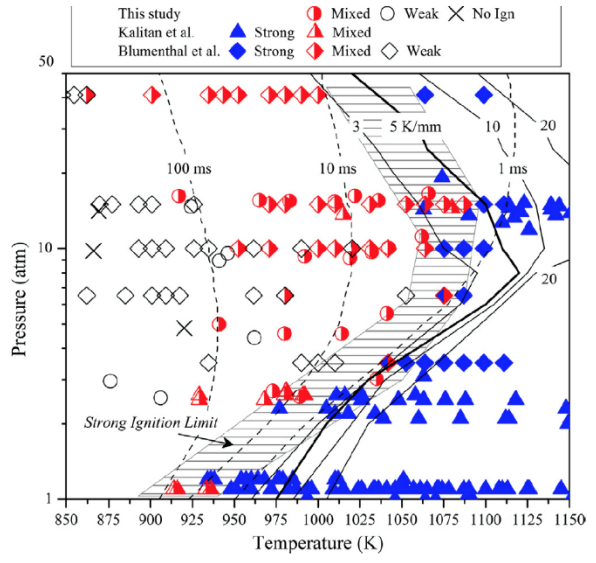 This study Mixed Weak No Ign
Kalitan et al. Strong Mixed
Blumenthal et al. Strong Mixed Weak
50
3 5 K/mm 10 20
100 ms 10 ms 1 ms
10
20
Pressure (atm)
Strong Ignition Limit
1
850 875 900 925 950 975 1000 1025 1050 1075 1100 1125 1150
Temperature (K)